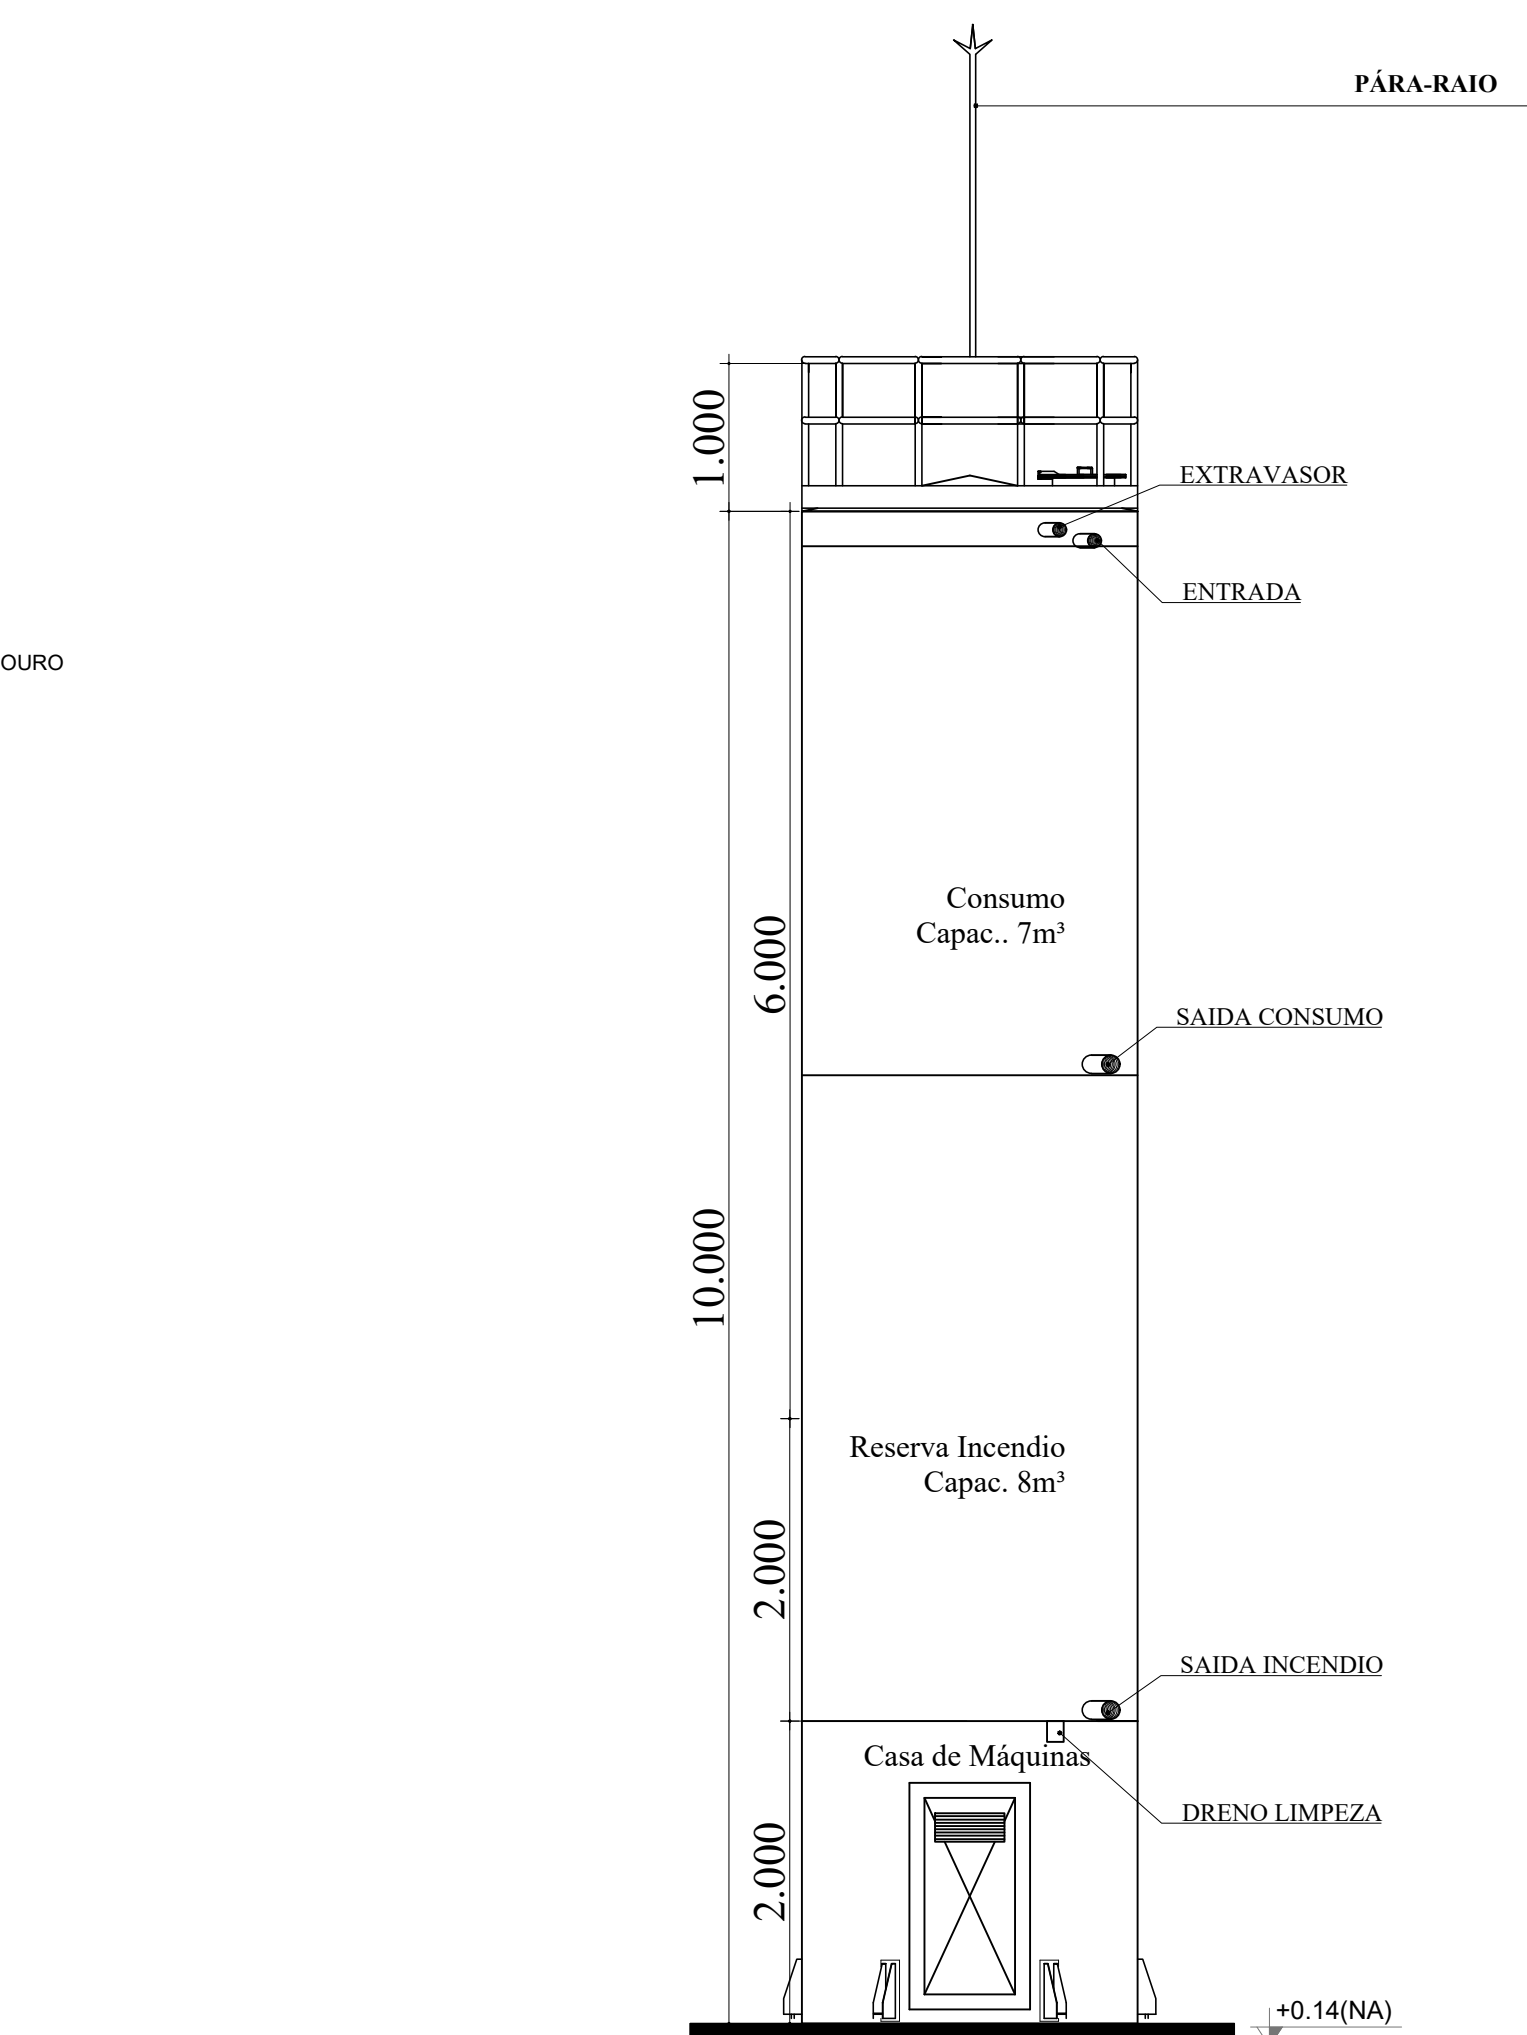 PÁRA-RAIO
1.000
EXTRAVASOR
ENTRADA
OURO
Consumo
Capac.. 7m³
6.000
SAIDA CONSUMO
10.000
Reserva Incendio
Capac. 8m³
2.000
SAIDA INCENDIO
Casa de Máquinas
DRENO LIMPEZA
2.000
+0.14(NA)